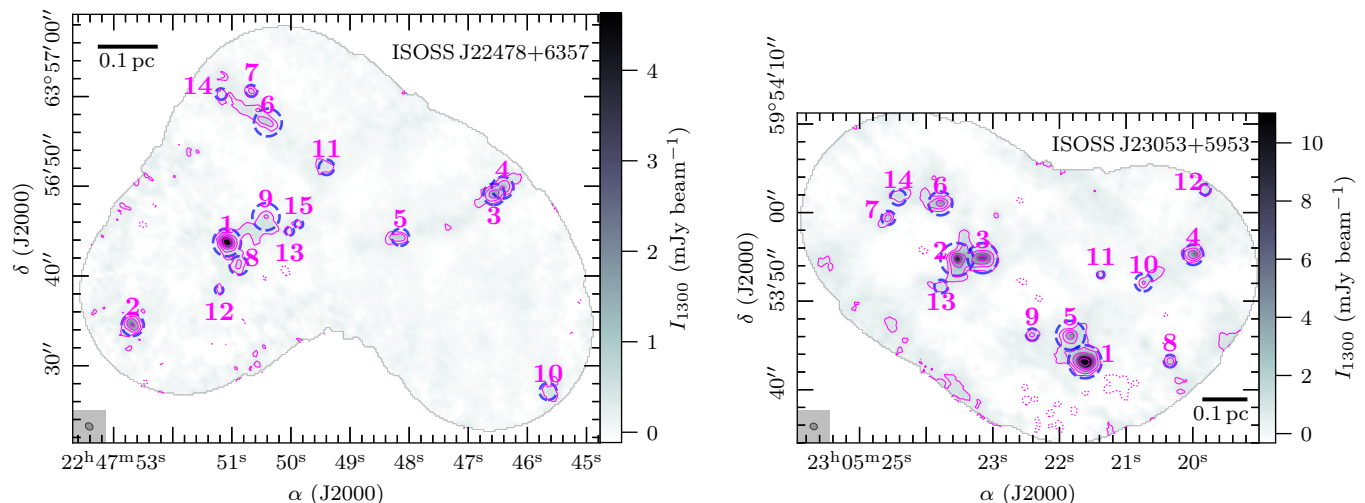 ISOSS J22478+6357
0.1 pc
14
7
6
11
4
3
9
15
1
5
13
8
12
2
10
63°57′00″
56′50″
40″
30″
δ (J2000)
22ʰ47ᵐ53ˢ
51ˢ
50ˢ
49ˢ
48ˢ
46ˢ
45ˢ
α (J2000)
4
3
2
1
0
I₁₃₀₀ (mJy beam⁻¹)
ISOSS J23053+5953
14
6
12
7
2
3
4
11
10
13
9
5
1
8
0.1 pc
59°54′10″
00″
53′50″
40″
δ (J2000)
23ʰ05ᵐ25ˢ
23ˢ
22ˢ
21ˢ
20ˢ
α (J2000)
10
8
6
4
2
0
I₁₃₀₀ (mJy beam⁻¹)